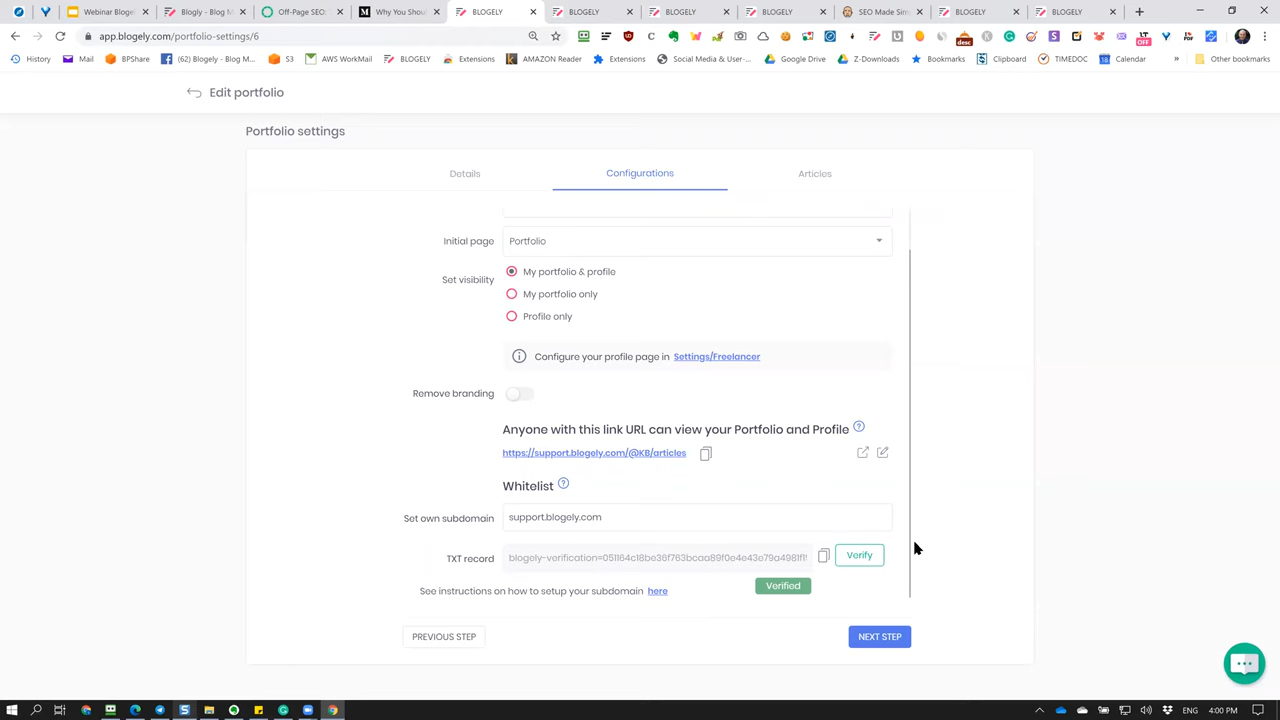 Webinar Blogel
Blogly - Blog M
Off-Page SEO:
Why You Shou
BLOGELY
BLOGELY
BLOGELY
BLOGELY
SEO Made Sim
BLOGELY
BLOGELY
app.blogely.com/portfolio-settings/6
desc
LT
OFF
History
Mail
BPShare
(62) Blogely - Blog M...
S3
AWS WorkMail
BLOGELY
Extensions
AMAZON Reader
Extensions
Social Media & User-...
Google Drive
Z-Downloads
Bookmarks
Clipboard
TIMEDOC
Calendar
»
Other bookmarks
Edit portfolio
Portfolio settings
Details
Configurations
Articles
Initial page
Portfolio
Set visibility
My portfolio & profile
My portfolio only
Profile only
Configure your profile page in Settings/Freelancer
Remove branding
Anyone with this link URL can view your Portfolio and Profile
https://support.blogely.com/@KB/articles
Whitelist
Set own subdomain
support.blogely.com
TXT record
Verify
See instructions on how to setup your subdomain here
Verified
PREVIOUS STEP
NEXT STEP
ENG
4:00 PM